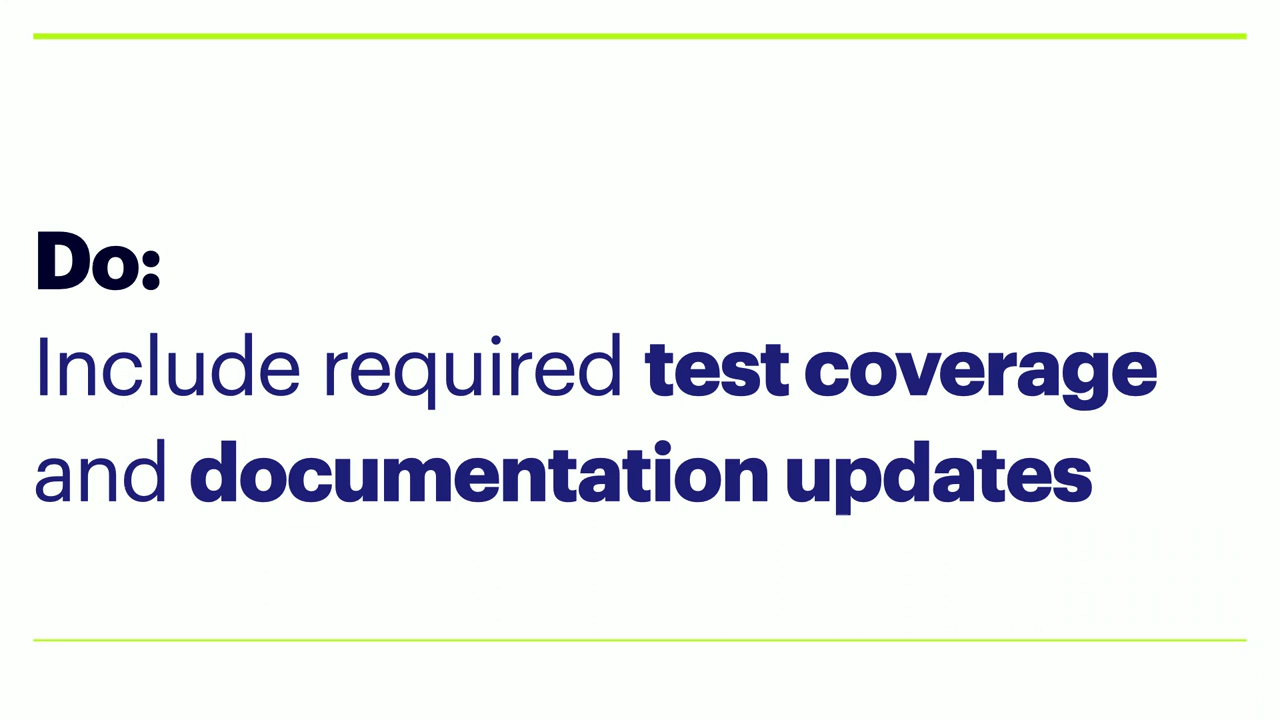 Do:
Include required test coverage
and documentation updates